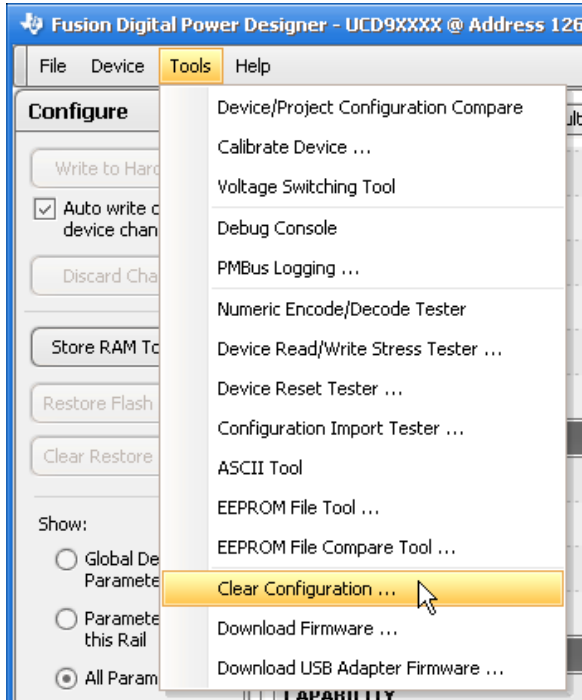 Fusion Digital Power Designer - UCD9XXXX @ Address 126
File Device Tools Help
Configure
Write to Hard
Auto write c
device chan
Discard Cha
Store RAM To
Restore Flash
Clear Restore
Show:
Global De
Paramete
Paramete
this Rail
All Param
Device/Project Configuration Compare
Calibrate Device ...
Voltage Switching Tool
Debug Console
PMBus Logging ...
Numeric Encode/Decode Tester
Device Read/Write Stress Tester ...
Device Reset Tester ...
Configuration Import Tester ...
ASCII Tool
EEPROM File Tool ...
EEPROM File Compare Tool ...
Clear Configuration ...
Download Firmware ...
Download USB Adapter Firmware ...
CAPABILITY